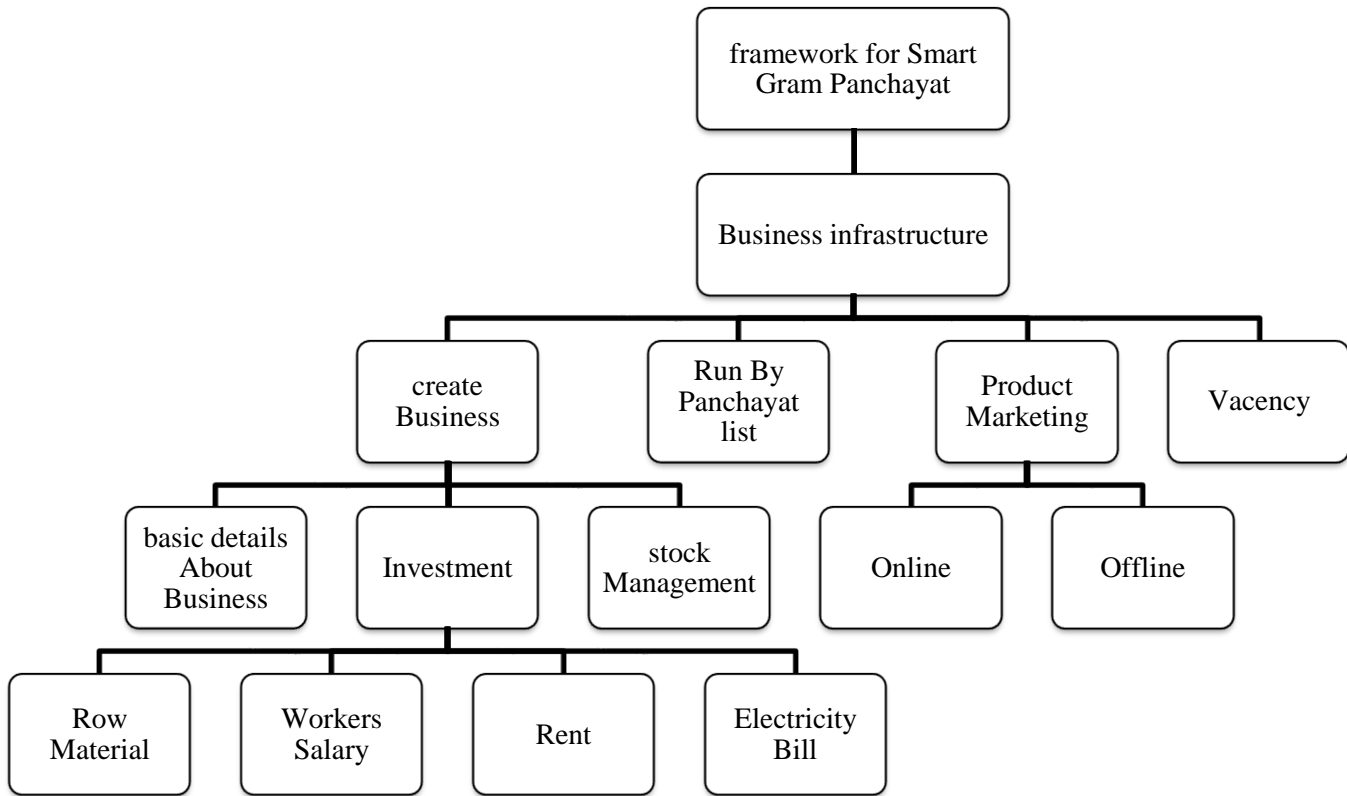 framework for Smart
Gram Panchayat
Business infrastructure
create
Business
Run By
Panchayat
list
Product
Marketing
Vacency
basic details
About
Business
Investment
stock
Management
Online
Offline
Row
Material
Workers
Salary
Rent
Electricity
Bill